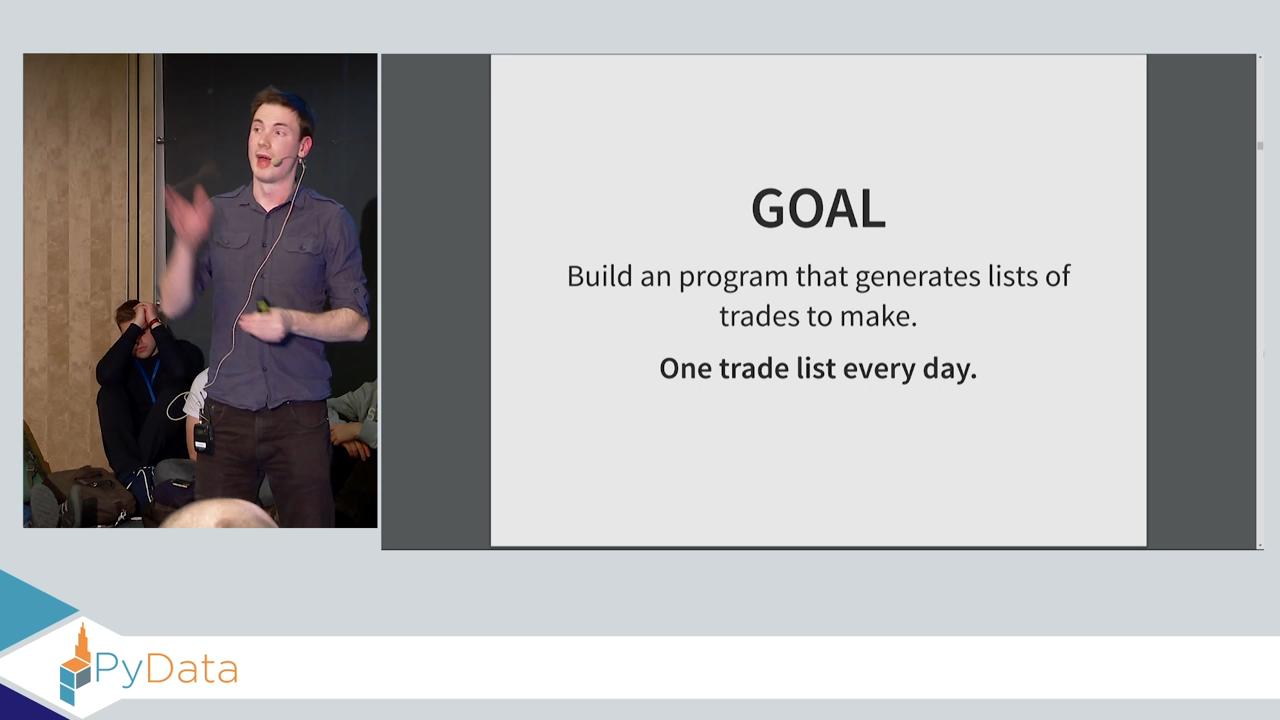 GOAL
Build an program that generates lists of
trades to make.
One trade list every day.
PyData